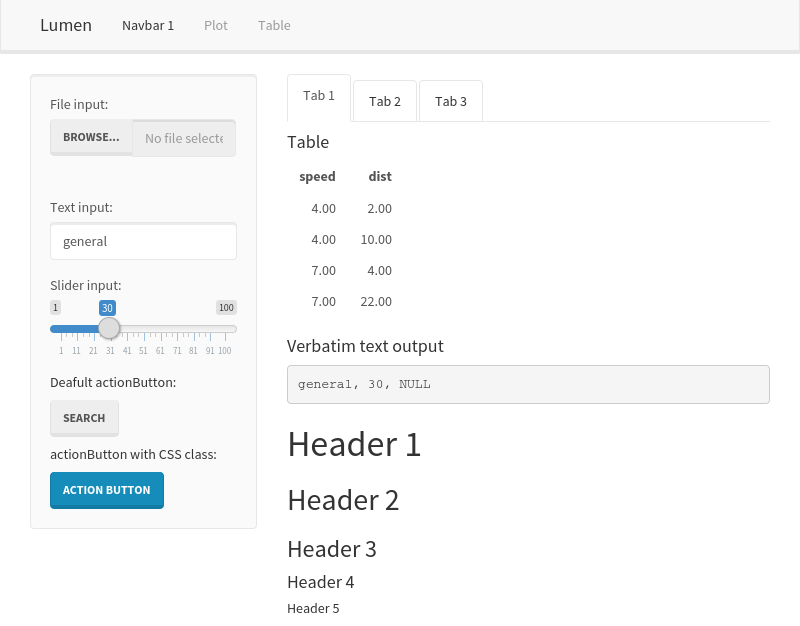 Lumen Navbar 1 Plot Table
File input:
BROWSE... No file selecte
Text input:
general
Slider input:
1 30 100
1 11 21 31 41 51 61 71 81 91 100
Deafult actionButton:
SEARCH
actionButton with CSS class:
ACTION BUTTON
Tab 1 Tab 2 Tab 3
Table
speed dist
4.00 2.00
4.00 10.00
7.00 4.00
7.00 22.00
Verbatim text output
general, 30, NULL
Header 1
Header 2
Header 3
Header 4
Header 5